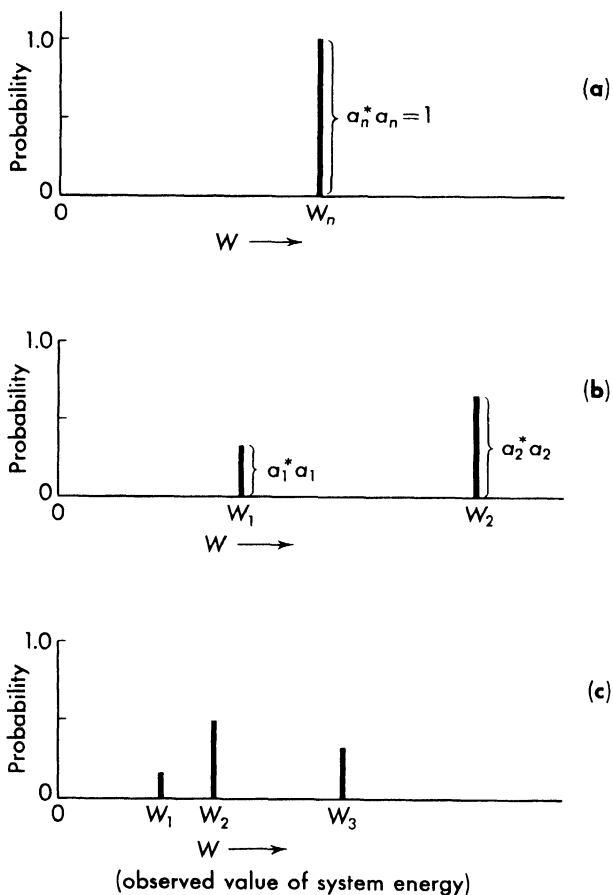 Probability
1.0
0
a_n^* a_n = 1
(a)
0
W_n
W ⟶
Probability
1.0
0
a_1^* a_1
a_2^* a_2
(b)
0
W_1
W_2
W ⟶
Probability
1.0
0
(c)
0
W_1
W_2
W_3
W ⟶
(observed value of system energy)